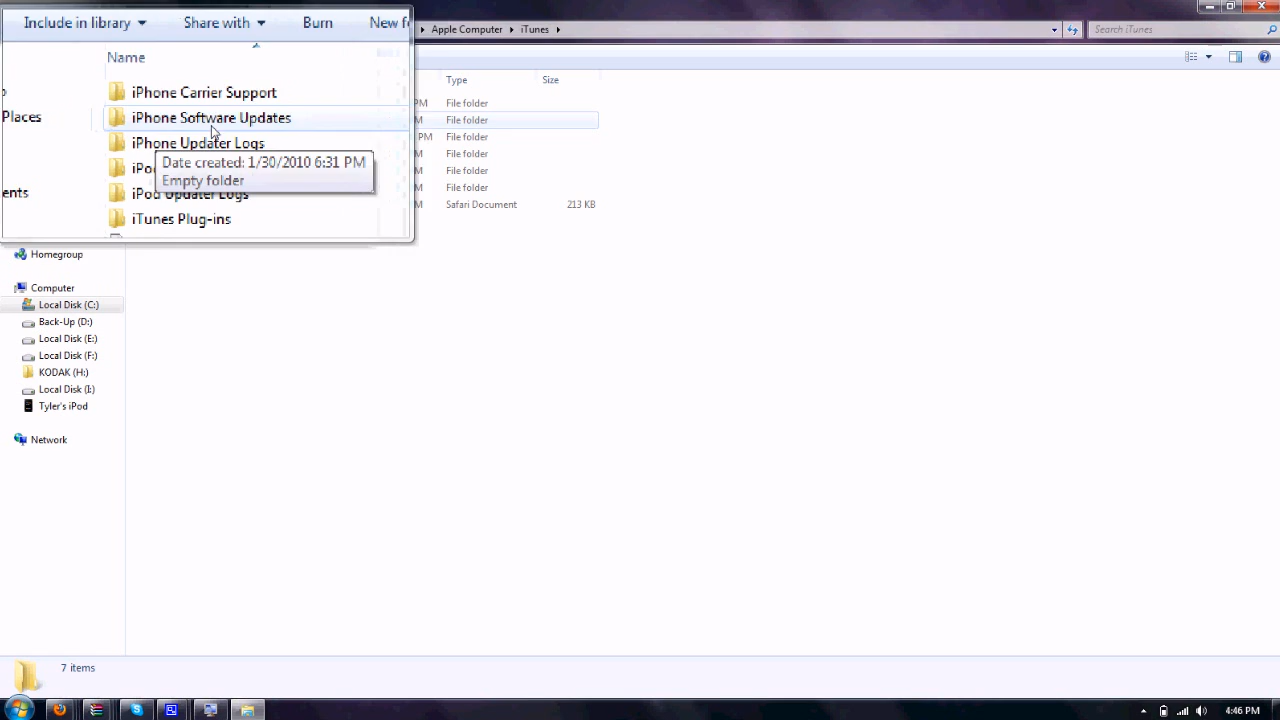 Include in library
Share with
Burn
New f
Apple Computer
iTunes
Search iTunes
Name
Type
Size
iPhone Carrier Support
iPhone Software Updates
iPhone Updater Logs
Date created: 1/30/2010 6:31 PM
Empty folder
iPod Updater Logs
iTunes Plug-ins
Places
ents
PM
File folder
M
File folder
PM
File folder
M
File folder
M
File folder
M
File folder
M
Safari Document
213 KB
Homegroup
Computer
Local Disk (C:)
Back-Up (D:)
Local Disk (E:)
Local Disk (F:)
KODAK (H:)
Local Disk (I:)
Tyler's iPod
Network
7 items
4:46 PM